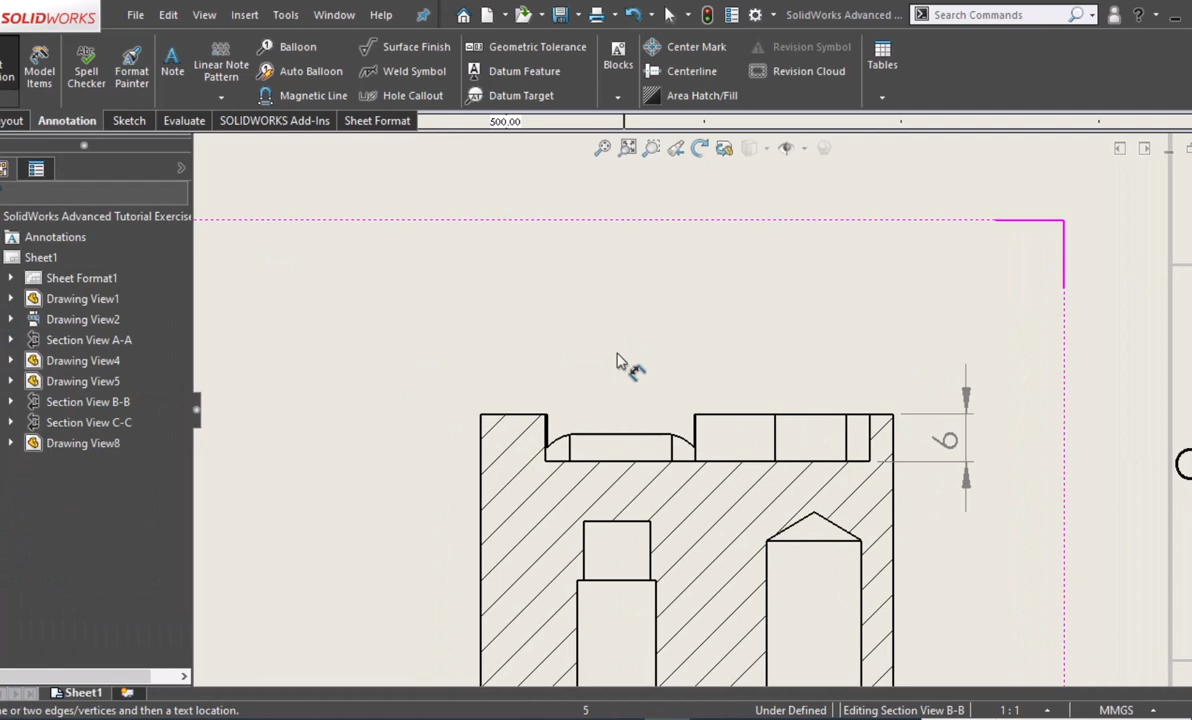 SOLIDWORKS
File Edit View Insert Tools Window Help
SolidWorks Advanced ...
Search Commands
Model Items
Spell Checker
Format Painter
Note
Linear Note Pattern
Balloon
Auto Balloon
Magnetic Line
Surface Finish
Weld Symbol
Hole Callout
Geometric Tolerance
Datum Feature
Datum Target
Blocks
Center Mark
Centerline
Area Hatch/Fill
Revision Symbol
Revision Cloud
Tables
Annotation Sketch Evaluate SOLIDWORKS Add-Ins Sheet Format
500,00
SolidWorks Advanced Tutorial Exercise
Annotations
Sheet1
Sheet Format1
Drawing View1
Drawing View2
Section View A-A
Drawing View4
Drawing View5
Section View B-B
Section View C-C
Drawing View8
6
Sheet1
or two edges/vertices and then a text location.
5
Under Defined
Editing Section View B-B
1 : 1
MMGS